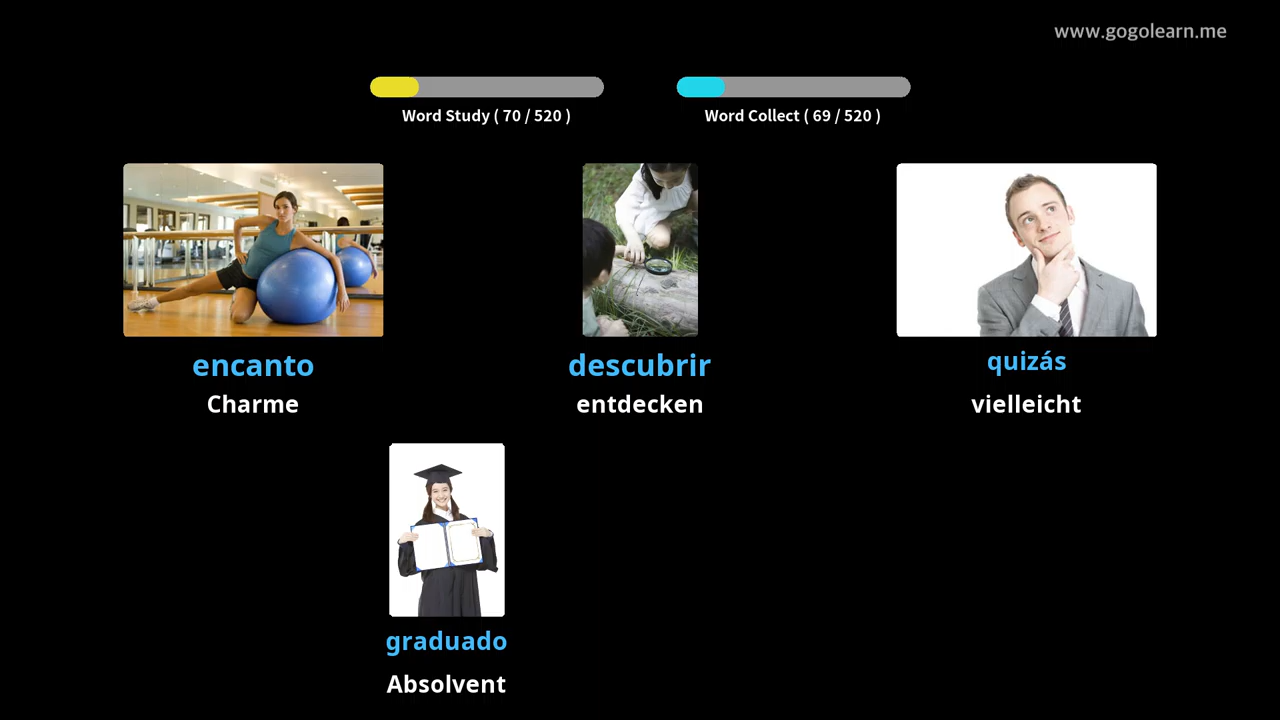 www.gogolearn.me
Word Study ( 70 / 520 )
Word Collect ( 69 / 520 )
encanto
Charme
descubrir
entdecken
quizás
vielleicht
graduado
Absolvent